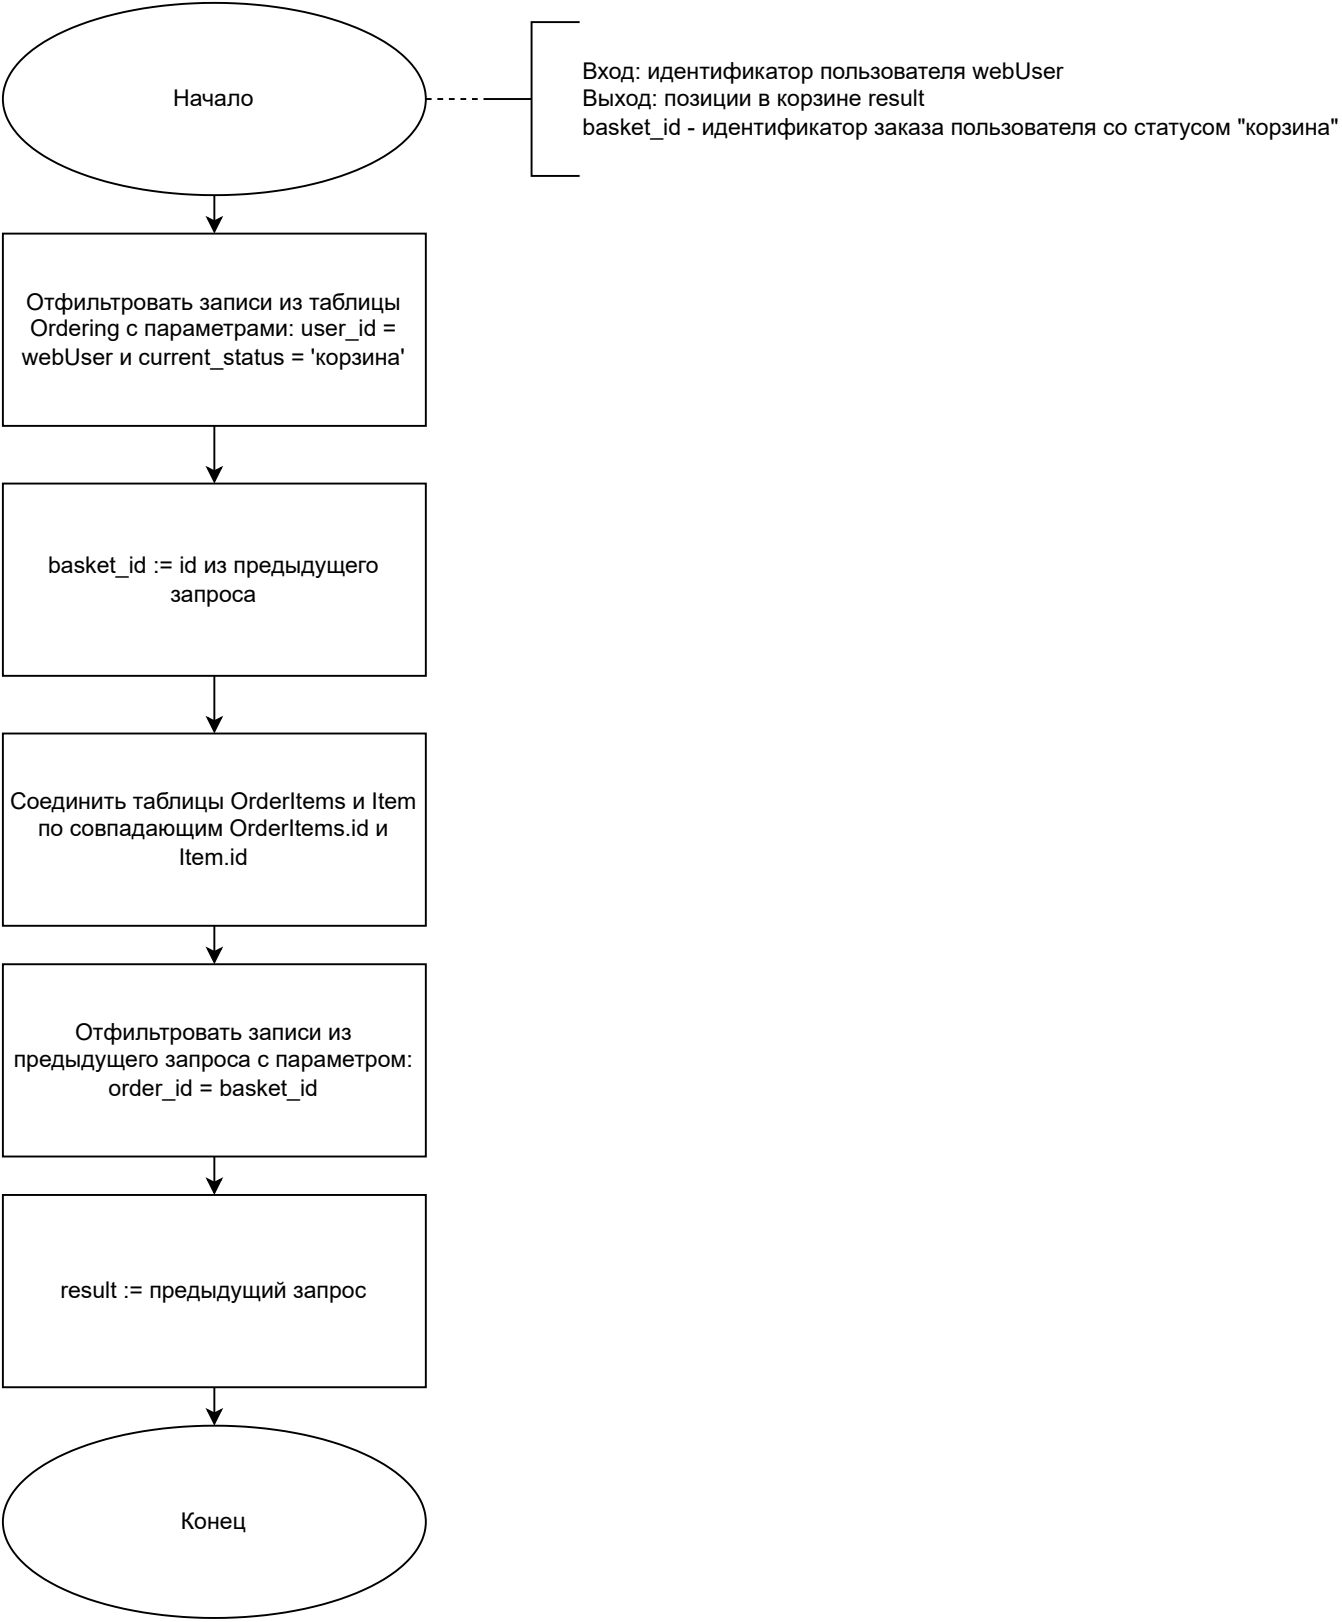 Начало
Вход: идентификатор пользователя webUser
Выход: позиции в корзине result
basket_id - идентификатор заказа пользователя со статусом "корзина"
Отфильтровать записи из таблицы
Ordering с параметрами: user_id =
webUser и current_status = 'корзина'
basket_id := id из предыдущего
запроса
Соединить таблицы OrderItems и Item
по совпадающим OrderItems.id и
Item.id
Отфильтровать записи из
предыдущего запроса с параметром:
order_id = basket_id
result := предыдущий запрос
Конец